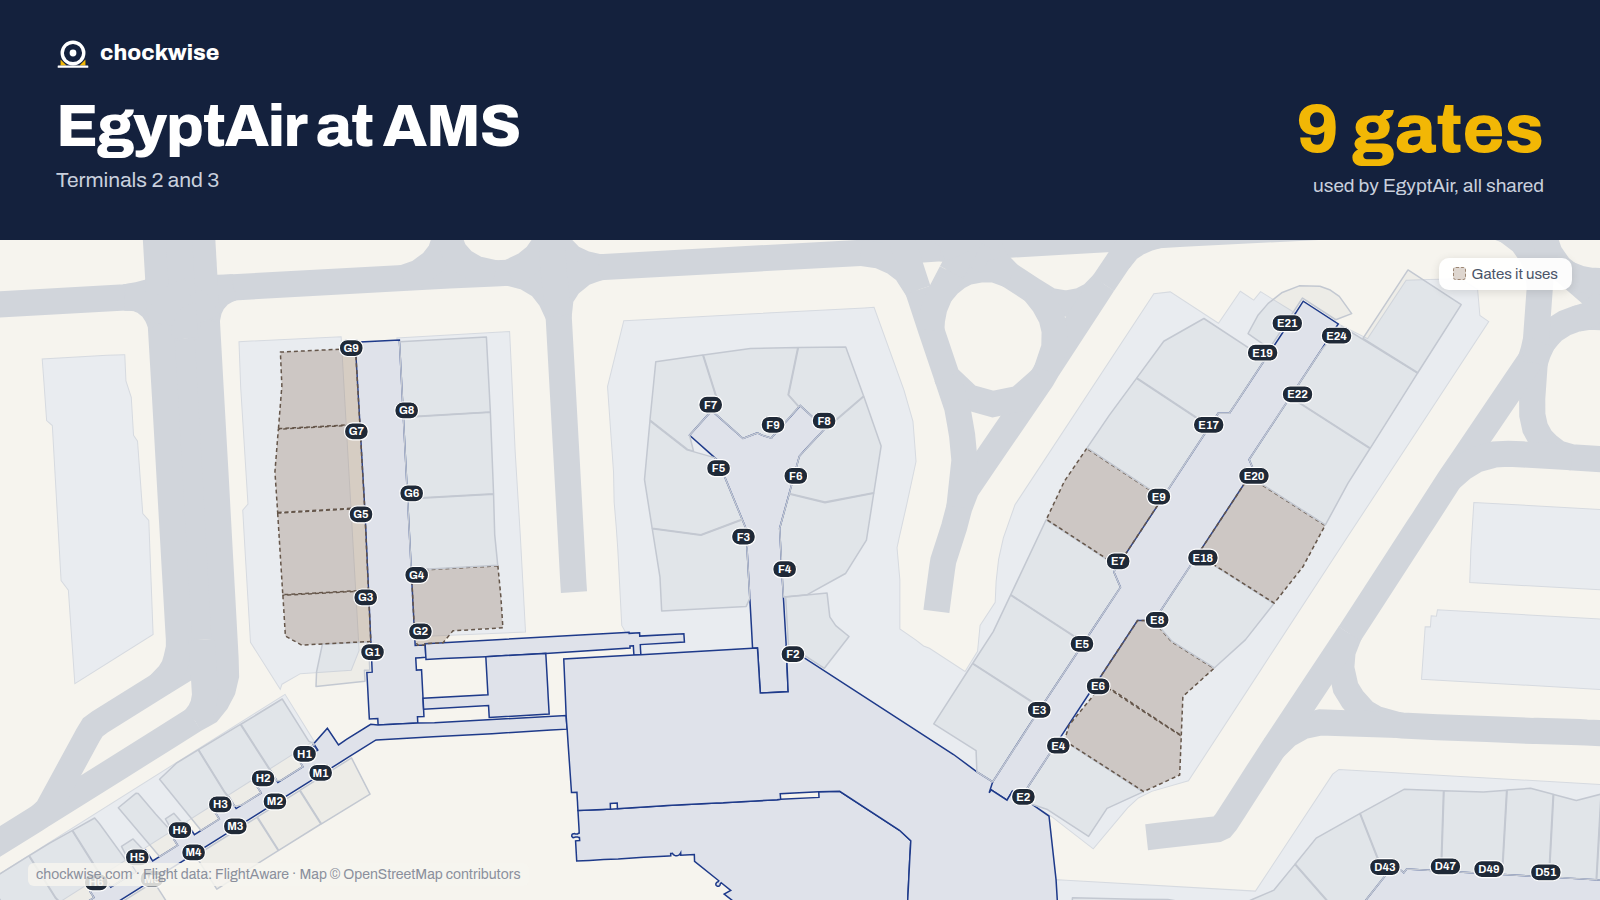 chockwise
EgyptAir at AMS
Terminals 2 and 3
9 gates
used by EgyptAir, all shared
Gates it uses
G9
G8
G7
G6
G5
G4
G3
G2
G1
F7
F9
F8
F5
F6
F3
F4
F2
E21
E24
E19
E22
E17
E20
E9
E18
E7
E8
E5
E6
E3
E4
E2
H1
M1
H2
M2
H3
M3
H4
M4
H5
D43
D47
D49
D51
chockwise.com · Flight data: FlightAware · Map © OpenStreetMap contributors